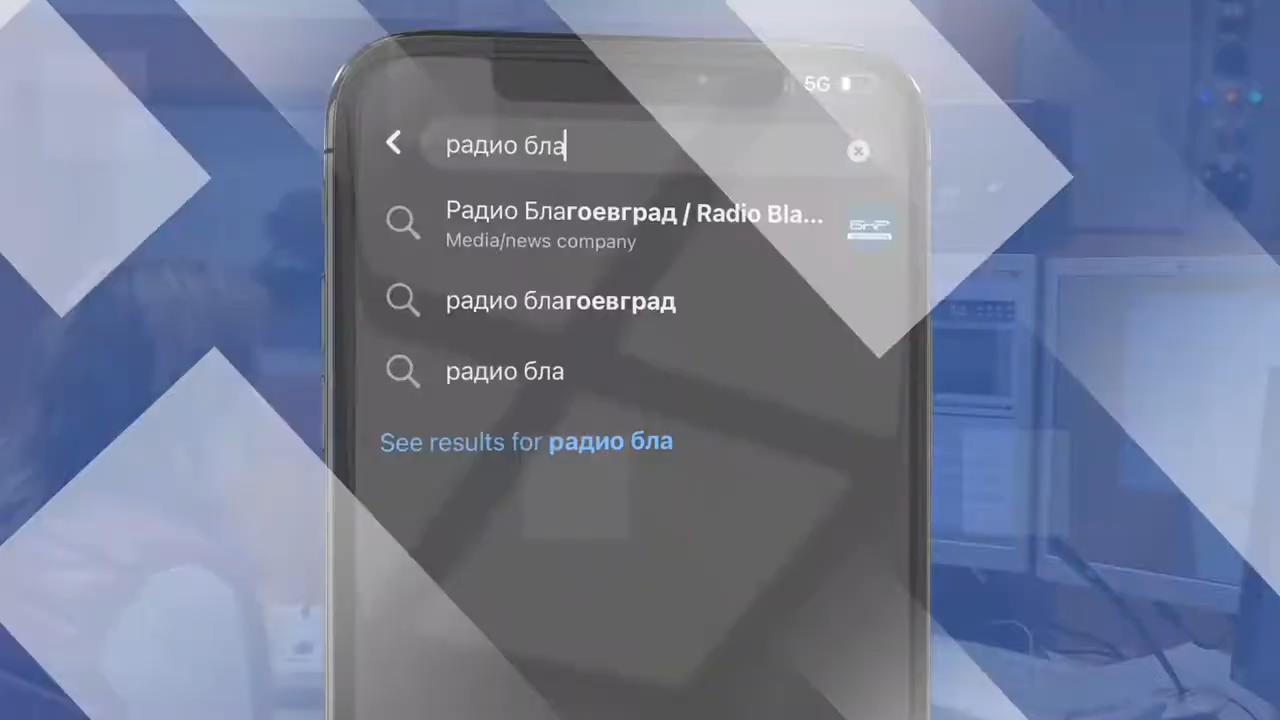 5G
радио бла
Радио Благоевград / Radio Bla...
БНР
Media/news company
радио благоевград
радио бла
See results for радио бла